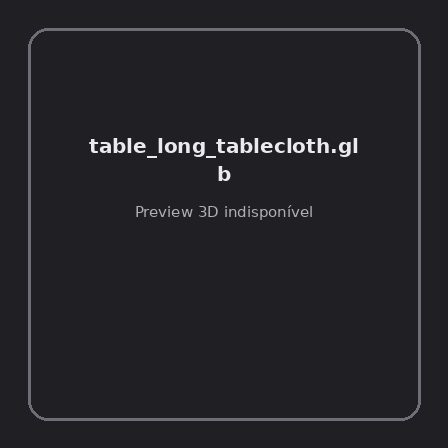 table_long_tablecloth.gl
b
Preview 3D indisponível